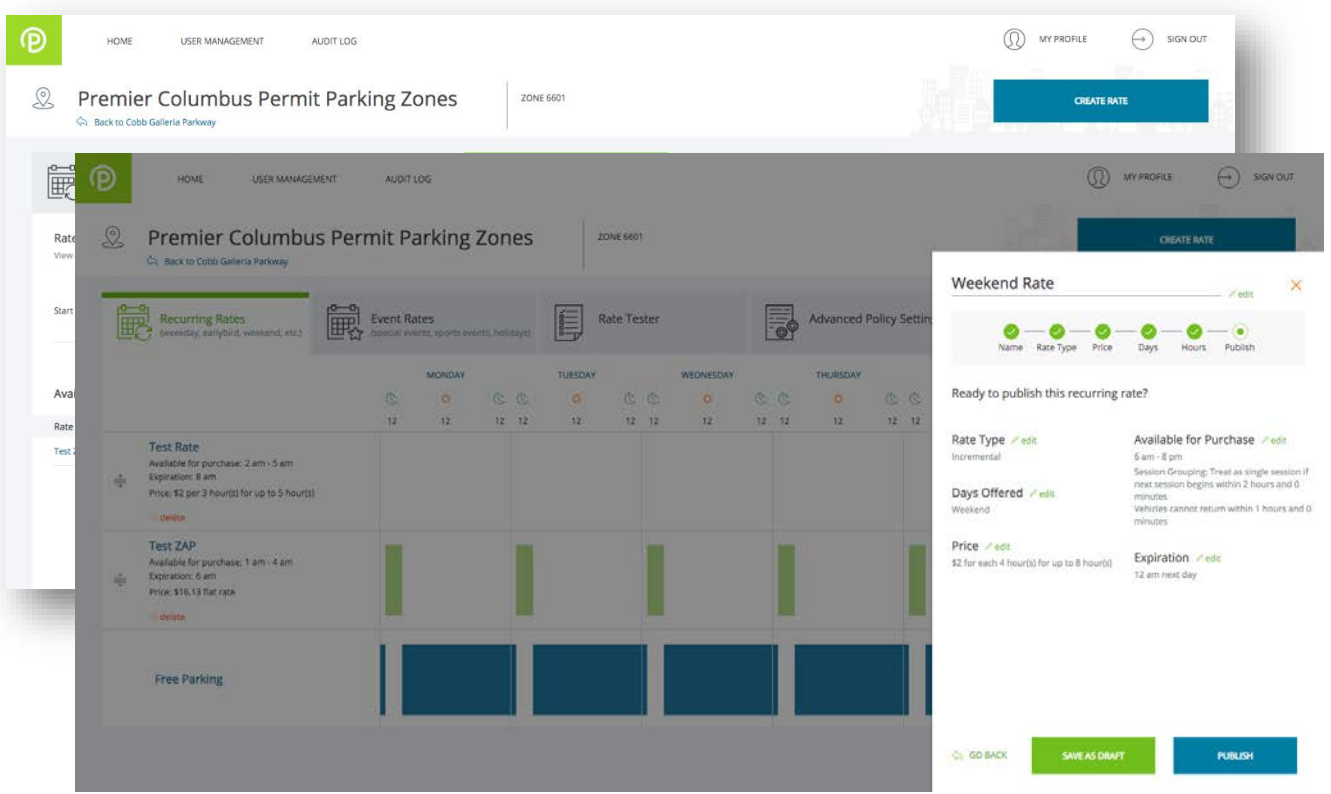 HOME USER MANAGEMENT AUDIT LOG MY PROFILE SIGN OUT
Premier Columbus Permit Parking Zones ZONE 6601 CREATE RATE
Back to Cobb Galleria Parkway
Rate
View
Start
Avai
Rate
Test
HOME USER MANAGEMENT AUDIT LOG MY PROFILE SIGN OUT
Premier Columbus Permit Parking Zones ZONE 6601 CREATE RATE
Back to Cobb Galleria Parkway
Recurring Rates
(weekday, earlybird, weekend, etc.)
Event Rates
(special events, sports events, holidays)
Rate Tester
Advanced Policy Settin
MONDAY TUESDAY WEDNESDAY THURSDAY
12 12 12 12 12 12 12 12 12 12 12 12 12
Test Rate
Available for purchase: 2 am - 5 am
Expiration: 8 am
Price: $2 per 3 hour(s) for up to 5 hour(s)
delete
Test ZAP
Available for purchase: 1 am - 4 am
Expiration: 6 am
Price: $16.13 flat rate
delete
Free Parking
Weekend Rate edit
Name Rate Type Price Days Hours Publish
Ready to publish this recurring rate?
Rate Type edit
Incremental
Days Offered edit
Weekend
Price edit
$2 for each 4 hour(s) for up to 8 hour(s)
Available for Purchase edit
6 am - 8 pm
Session Grouping: Treat as single session if
next session begins within 2 hours and 0
minutes
Vehicles cannot return within 1 hours and 0
minutes
Expiration edit
12 am next day
GO BACK SAVE AS DRAFT PUBLISH